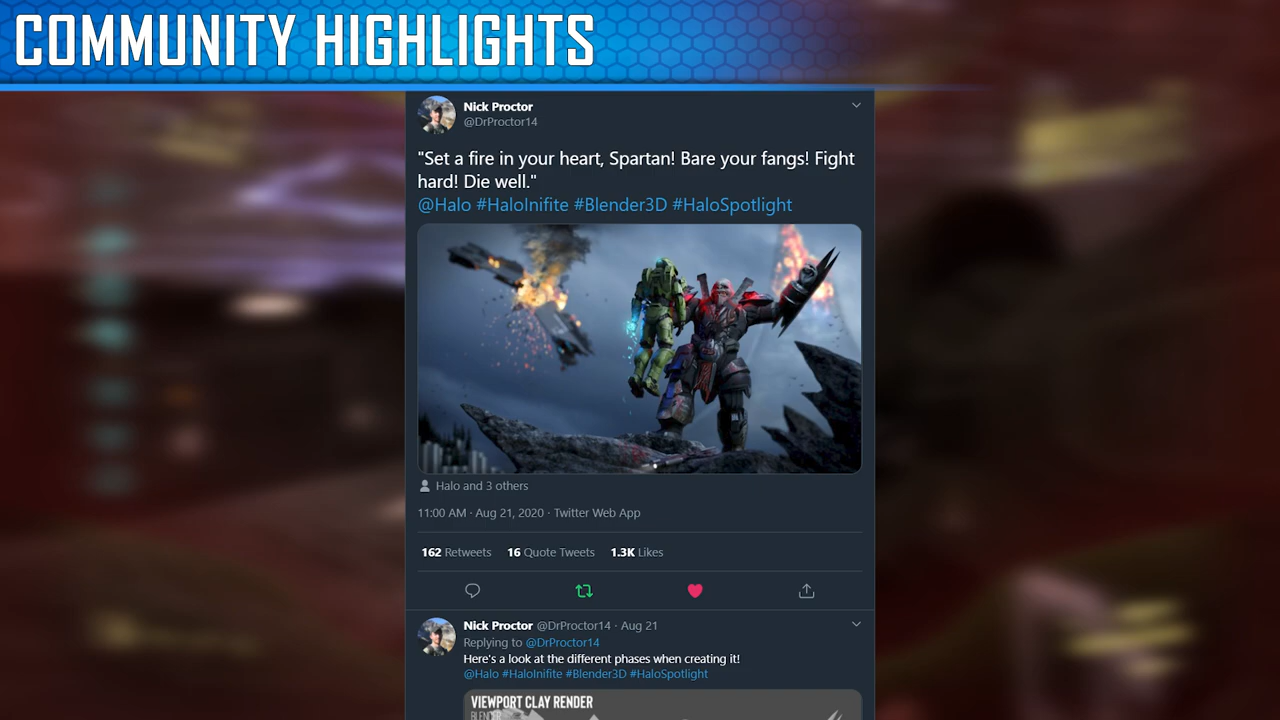 COMMUNITY HIGHLIGHTS
Nick Proctor
@DrProctor14
"Set a fire in your heart, Spartan! Bare your fangs! Fight
hard! Die well."
@Halo #HaloInifite #Blender3D #HaloSpotlight
Halo and 3 others
11:00 AM · Aug 21, 2020 · Twitter Web App
162 Retweets 16 Quote Tweets 1.3K Likes
Nick Proctor @DrProctor14 · Aug 21
Replying to @DrProctor14
Here's a look at the different phases when creating it!
@Halo #HaloInifite #Blender3D #HaloSpotlight
VIEWPORT CLAY RENDER
BLENDER